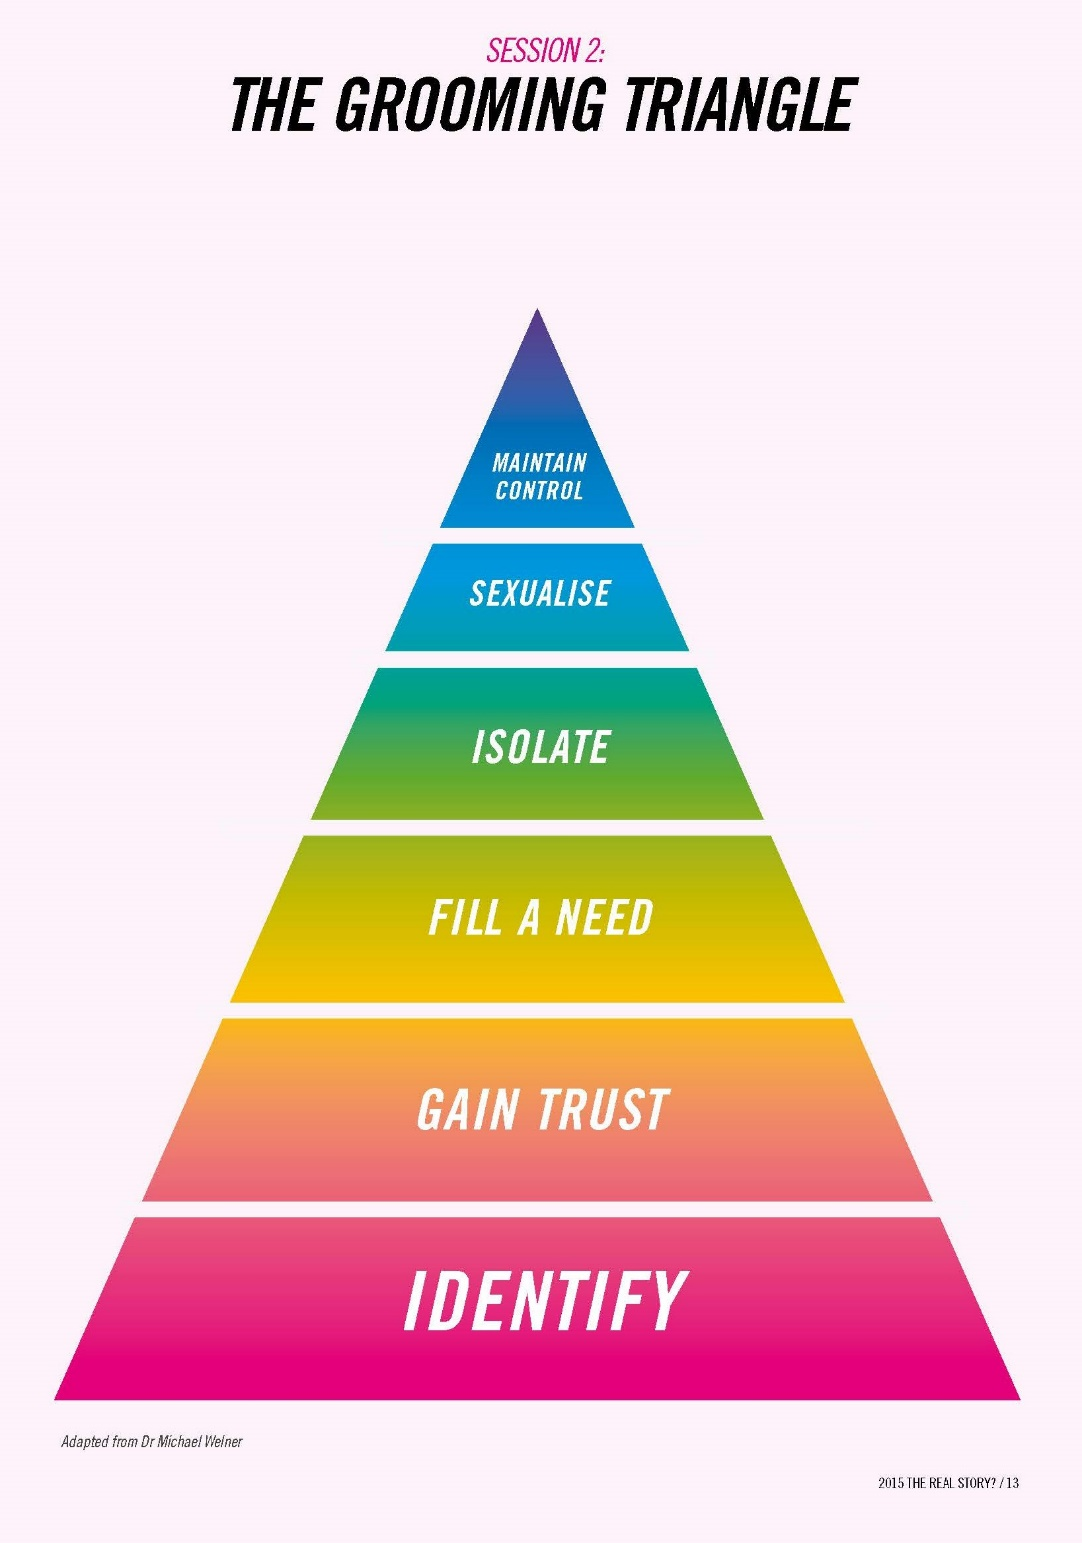 SESSION 2:
THE GROOMING TRIANGLE
MAINTAIN
CONTROL
SEXUALISE
ISOLATE
FILL A NEED
GAIN TRUST
IDENTIFY
Adapted from Dr Michael Welner
2015 THE REAL STORY? / 13